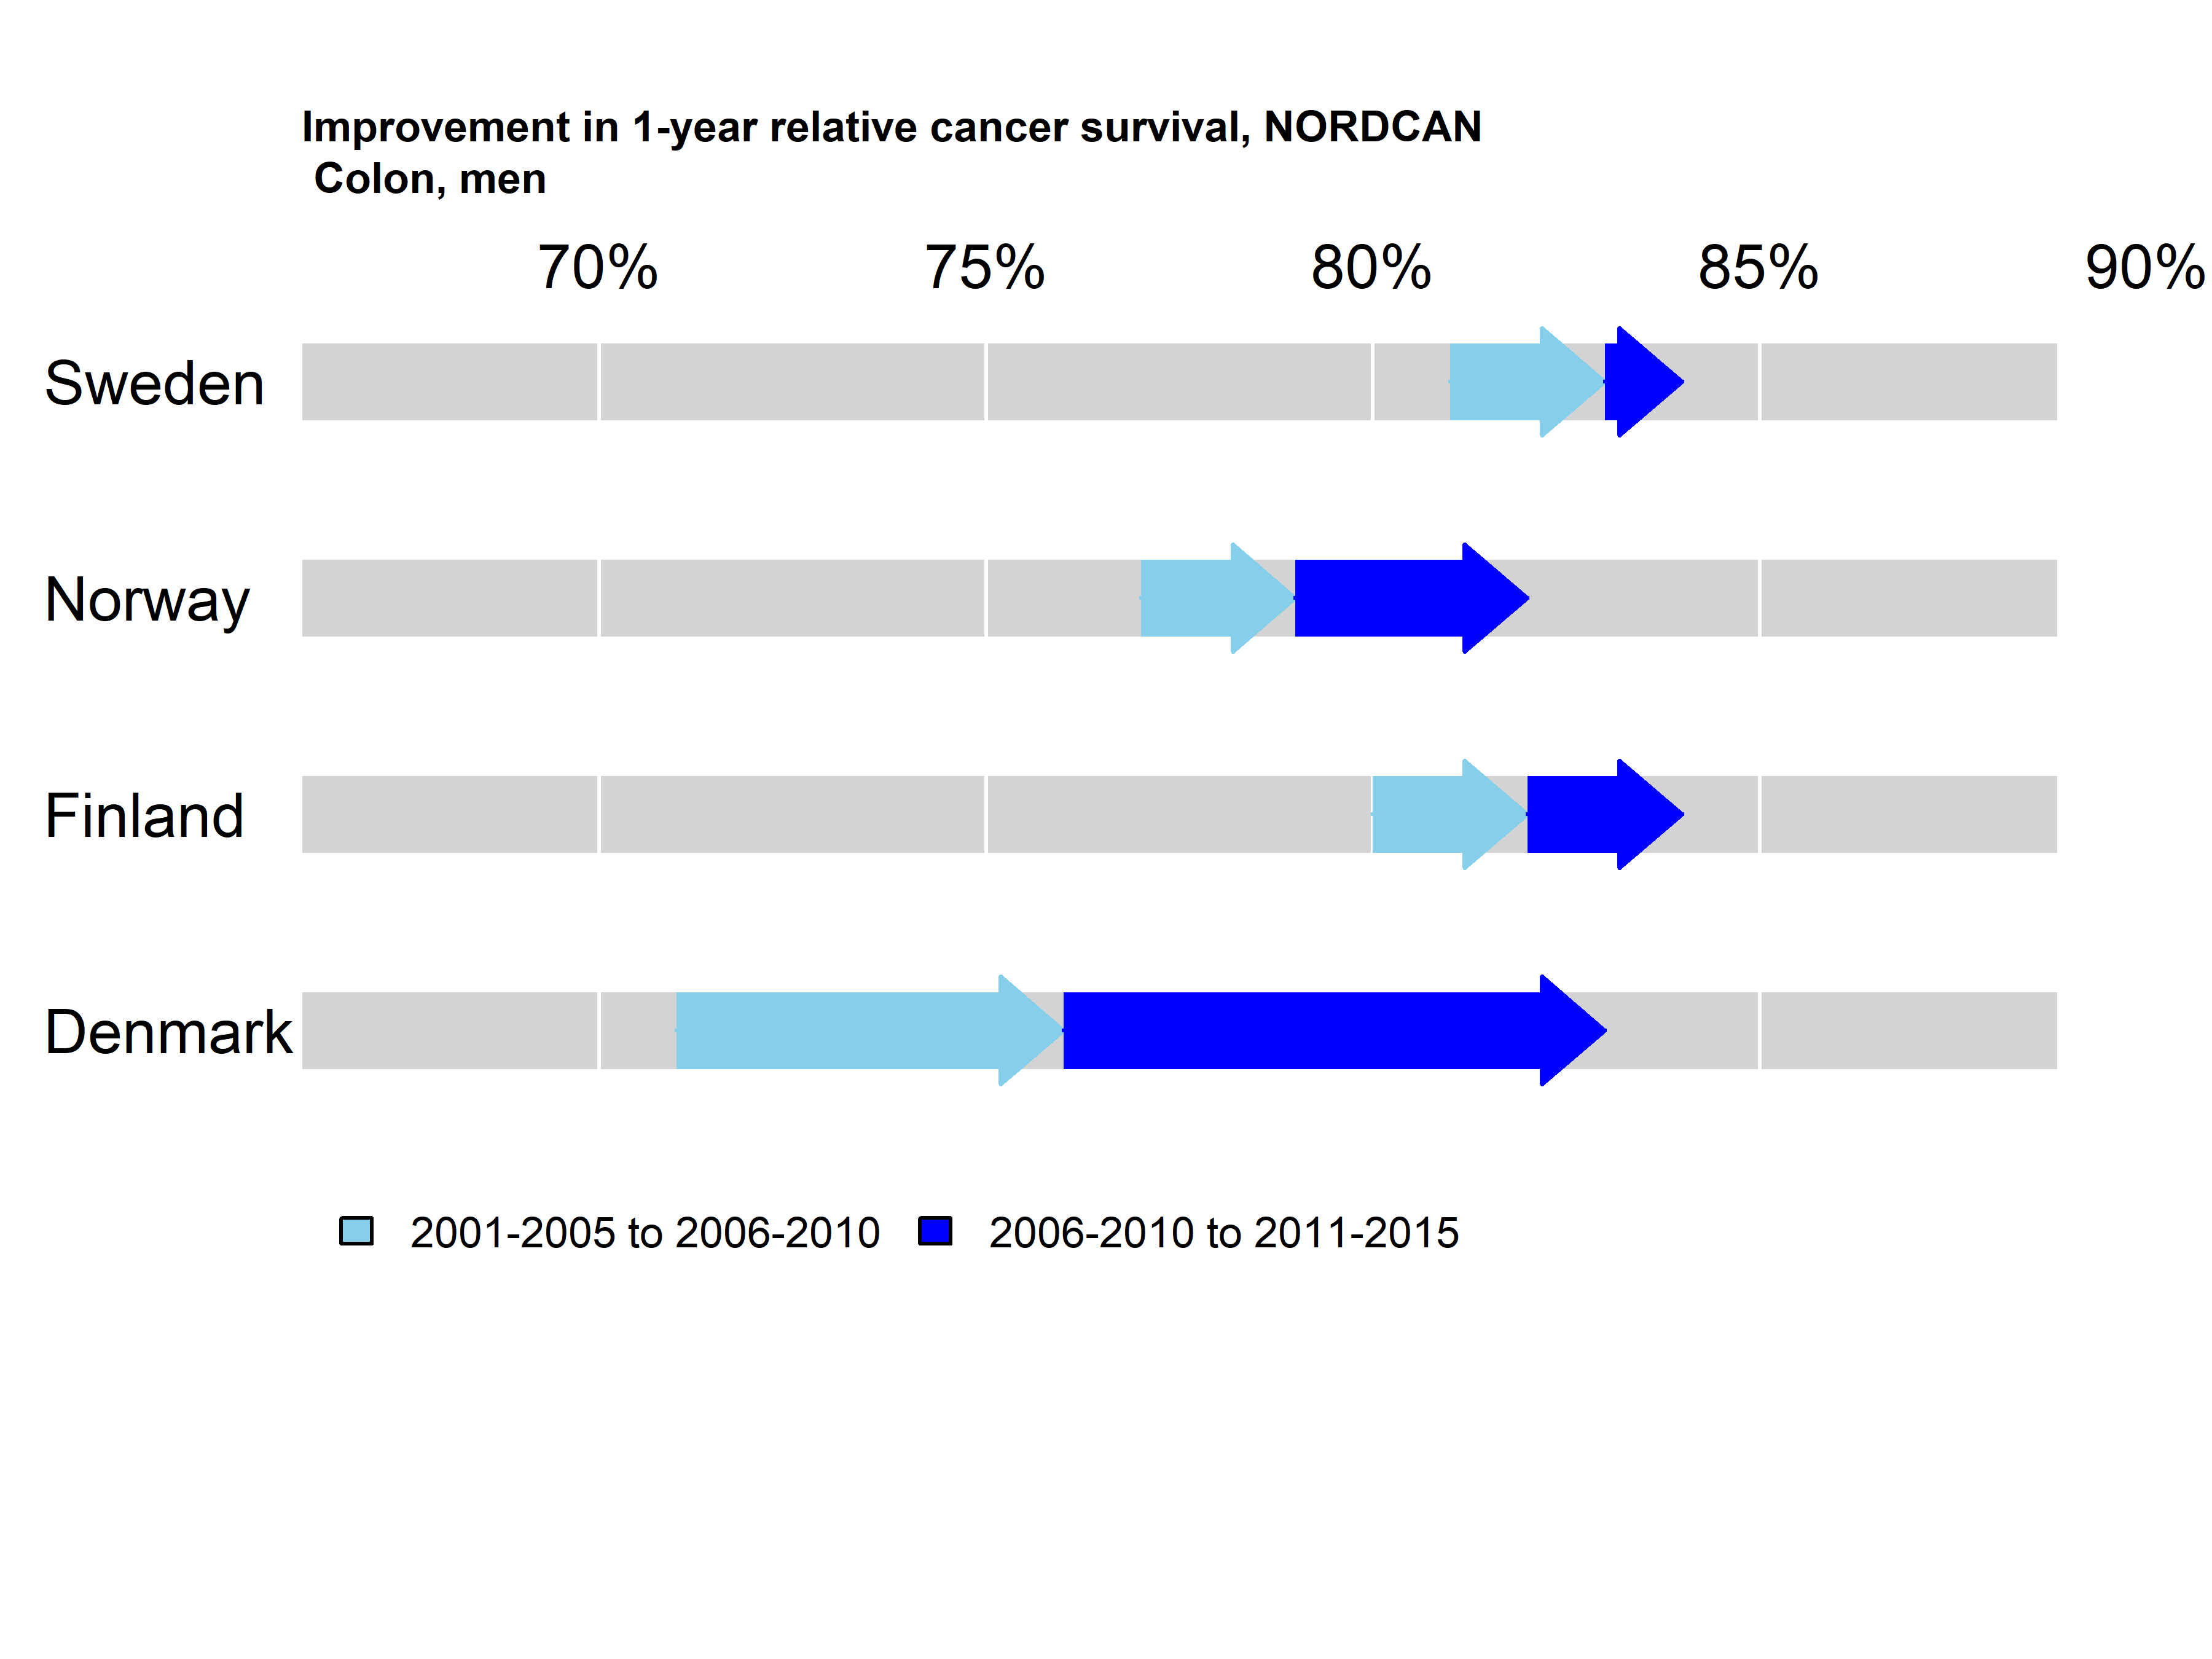 Improvement in 1-year relative cancer survival, NORDCAN
Colon, men
70% 75% 80% 85% 90%
Sweden
Norway
Finland
Denmark
2001-2005 to 2006-2010 2006-2010 to 2011-2015